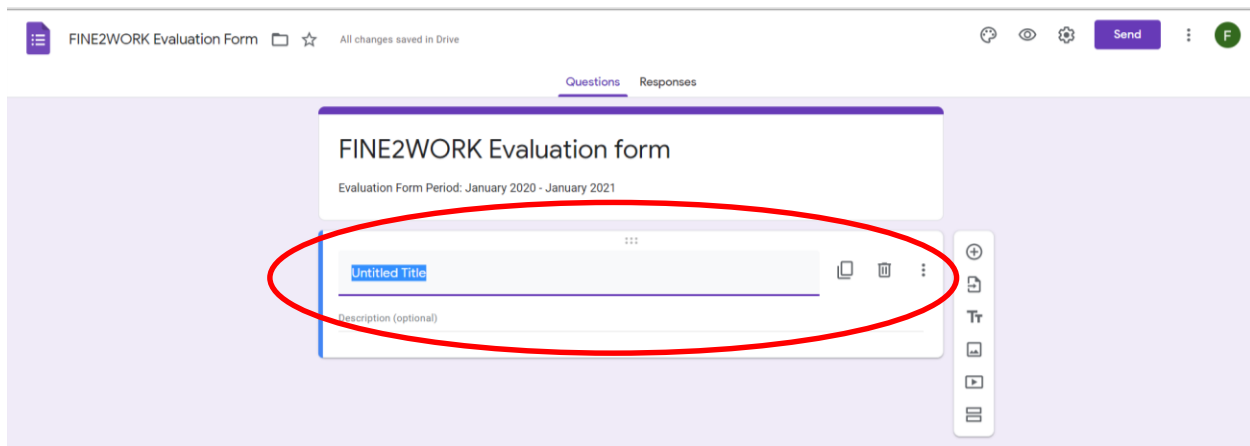 FINE2WORK Evaluation Form
All changes saved in Drive
Send
F
Questions Responses
FINE2WORK Evaluation form
Evaluation Form Period: January 2020 - January 2021
Untitled Title
Description (optional)
Tт